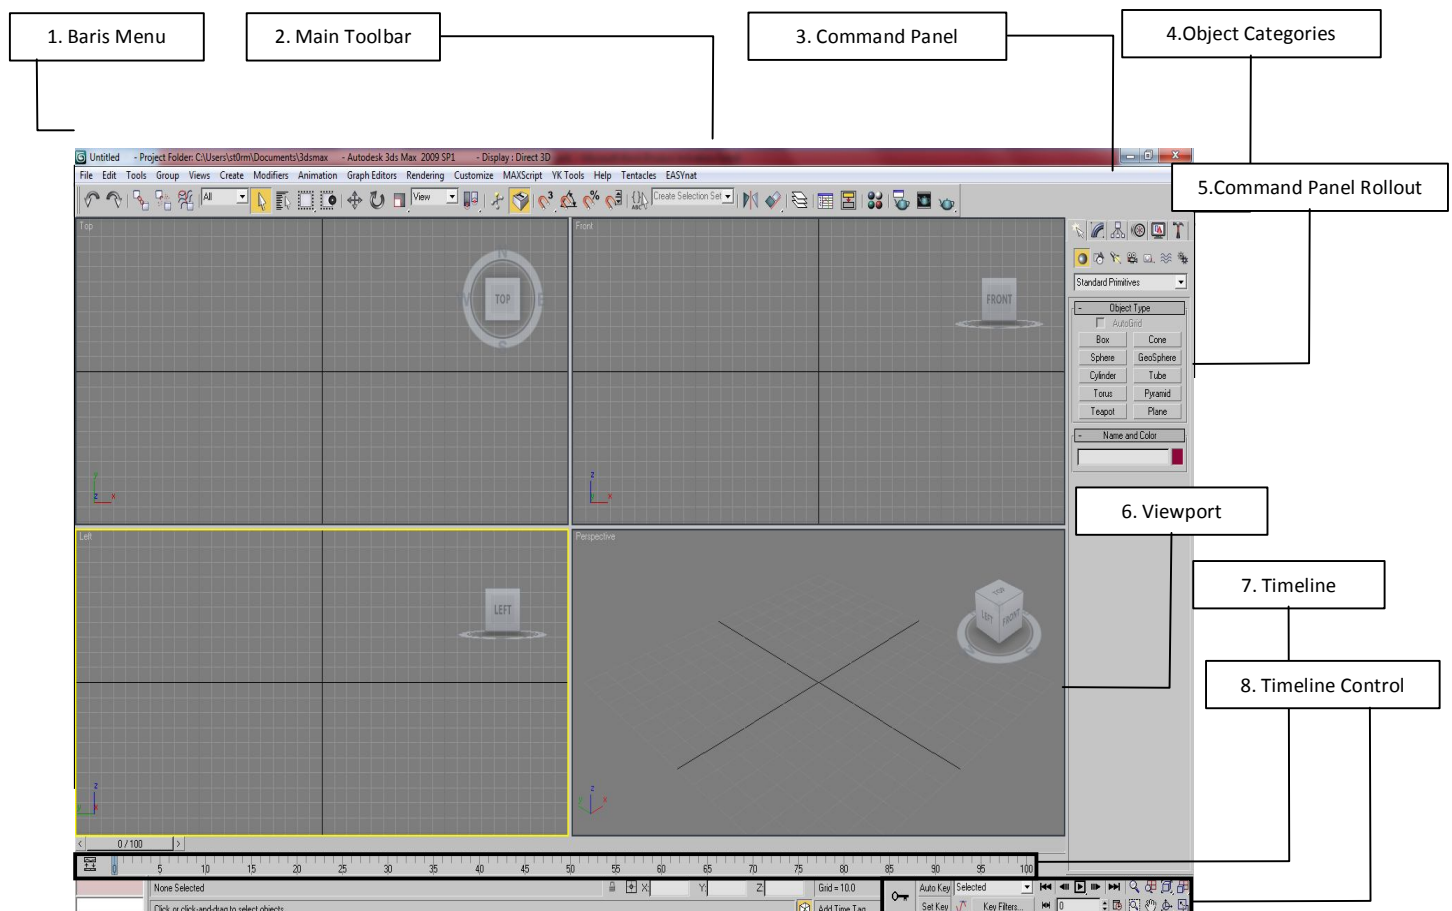 1. Baris Menu
2. Main Toolbar
3. Command Panel
4.Object Categories
5.Command Panel Rollout
Untitled - Project Folder: C:\Users\st0rm\Documents\3dsmax - Autodesk 3ds Max 2009 SP1 - Display : Direct 3D
File Edit Tools Group Views Create Modifiers Animation Graph Editors Rendering Customize MAXScript YK Tools Help Tentacles EASYnat
All
View
Create Selection Set
Top
N
TOP
E
S
Front
FRONT
Standard Primitives
- Object Type
AutoGrid
Box Cone
Sphere GeoSphere
Cylinder Tube
Torus Pyramid
Teapot Plane
- Name and Color
y
z x
z
x
6. Viewport
Left
LEFT
Perspective
TOP
LEFT FRONT
7. Timeline
8. Timeline Control
z
y
z
y x
< 0 / 100 >
0 5 10 15 20 25 30 35 40 45 50 55 60 65 70 75 80 85 90 95 100
None Selected
X: Y: Z:
Grid = 10.0
Auto Key Selected
Click or click-and-drag to select objects
Add Time Tag
Set Key Key Filters...
0